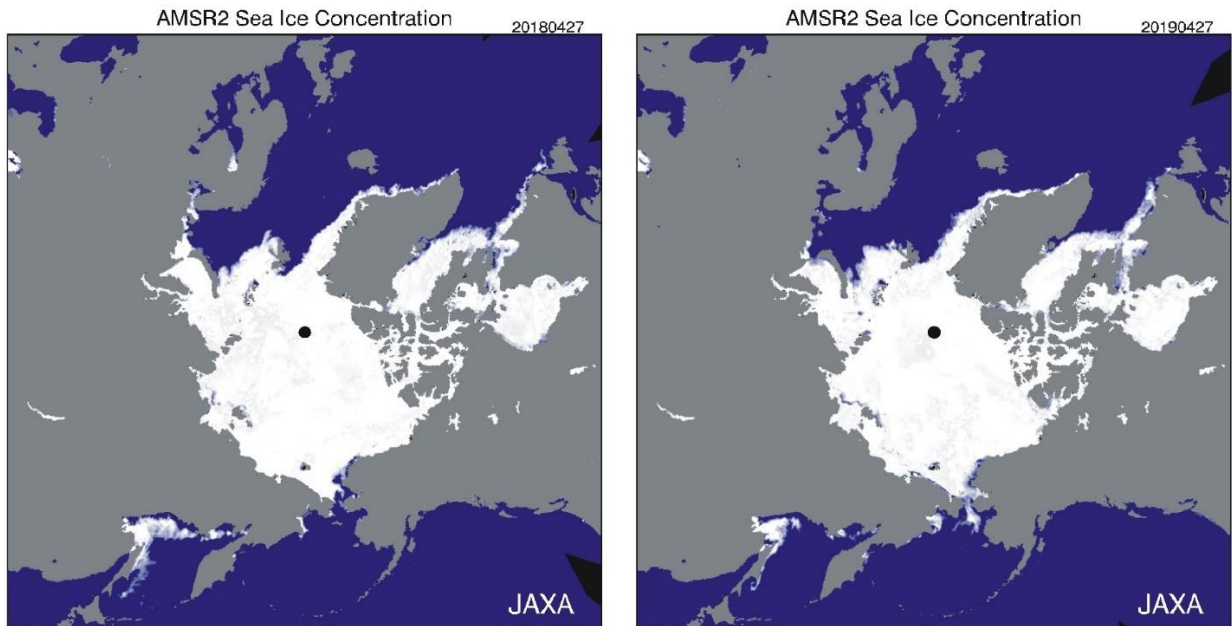 AMSR2 Sea Ice Concentration
20180427
JAXA
AMSR2 Sea Ice Concentration
20190427
JAXA